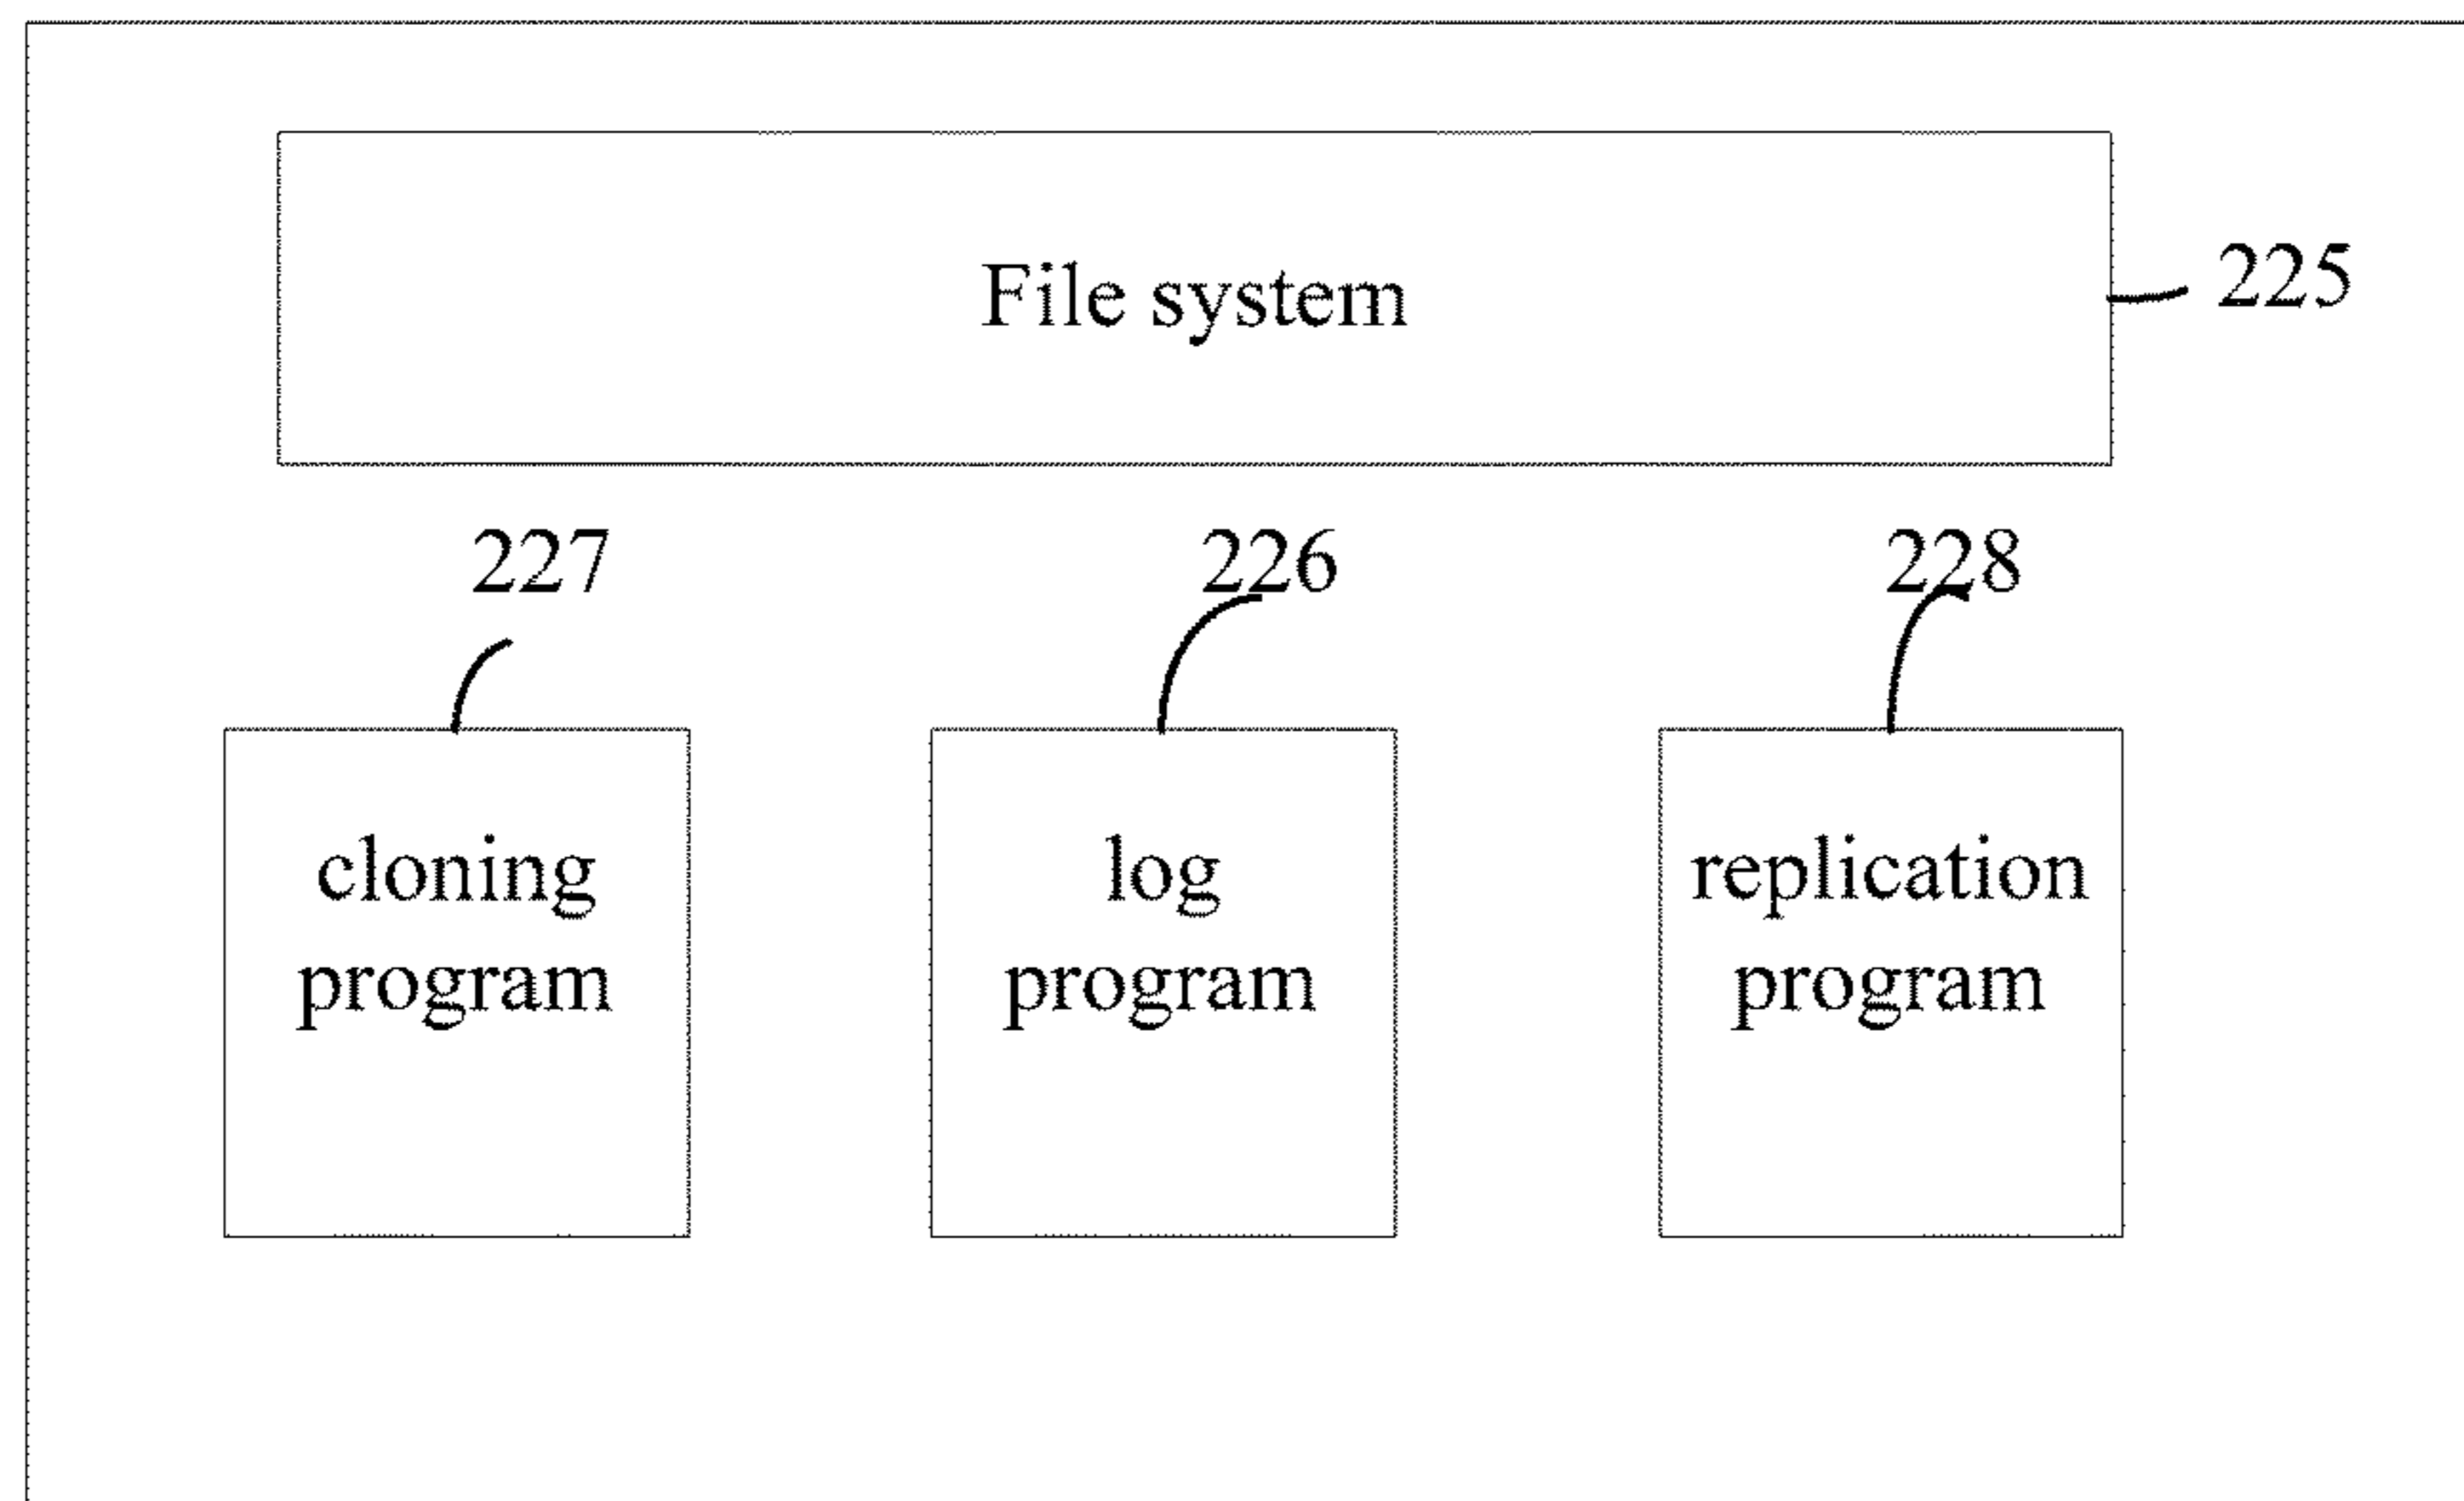 File system
225
227
226
228
cloning
program
log
program
replication
program